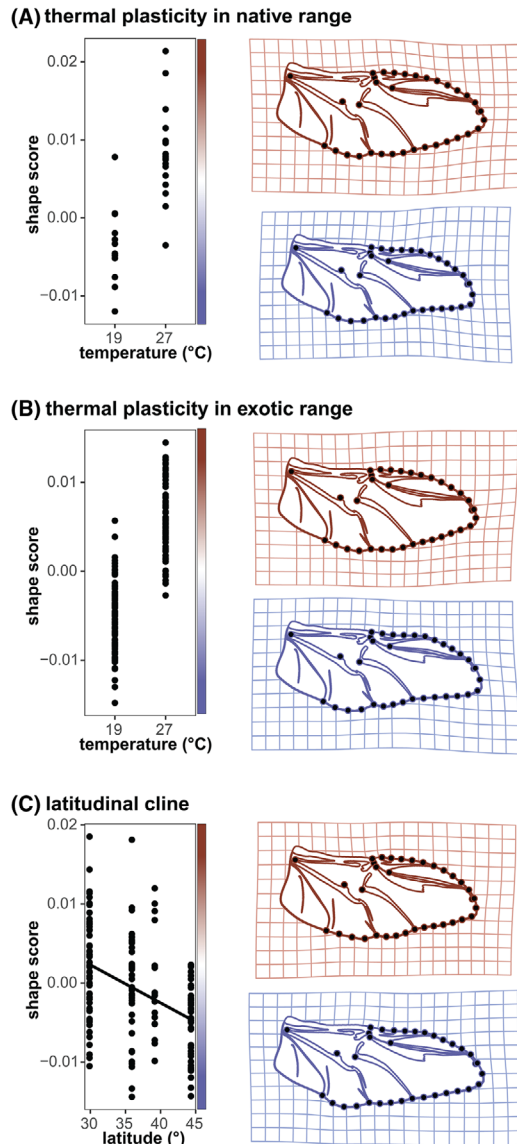 (A) thermal plasticity in native range
shape score
0.02
0.01
0.00
−0.01
19 27
temperature (°C)
(B) thermal plasticity in exotic range
shape score
0.01
0.00
−0.01
19 27
temperature (°C)
(C) latitudinal cline
shape score
0.02
0.01
0.00
−0.01
30 35 40 45
latitude (°)